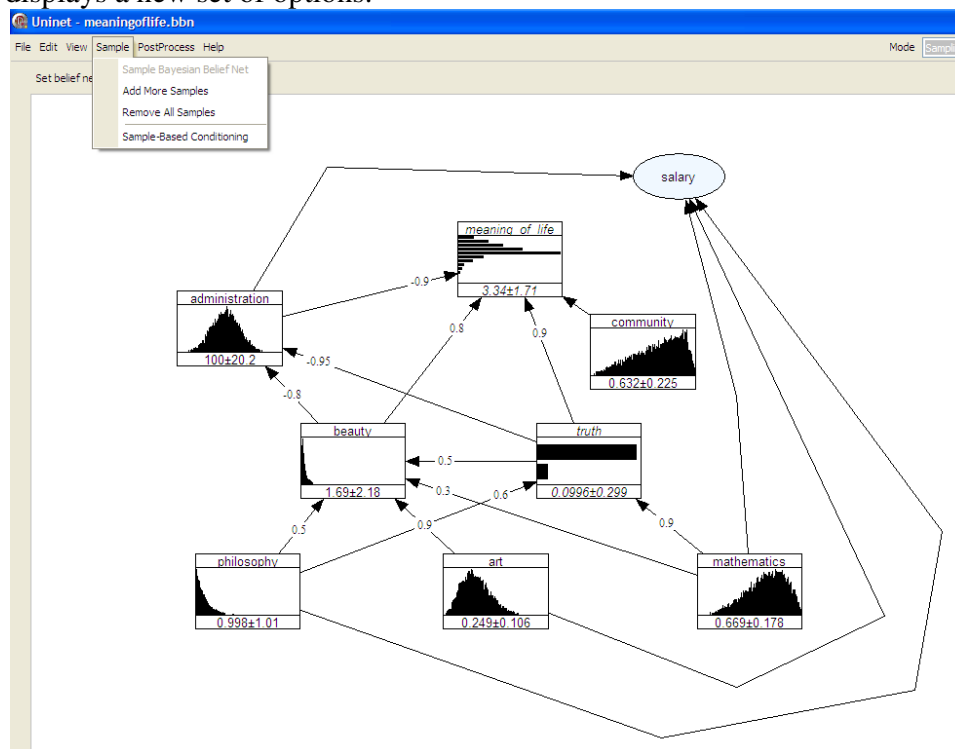 displays a new set of options.
Uninet - meaningoflife.bbn
File Edit View Sample PostProcess Help Mode
Set belief
Sample Bayesian Belief Net
Add More Samples
Remove All Samples
Sample-Based Conditioning
salary
meaning_of_life
3.34±1.71
-0.9
administration
100±20.2
community
0.632±0.225
0.8
0.9
-0.95
-0.8
beauty
1.69±2.18
truth
0.0996±0.299
0.5
0.3
0.6
0.5
0.9
0.9
philosophy
0.998±1.01
art
0.249±0.106
mathematics
0.669±0.178